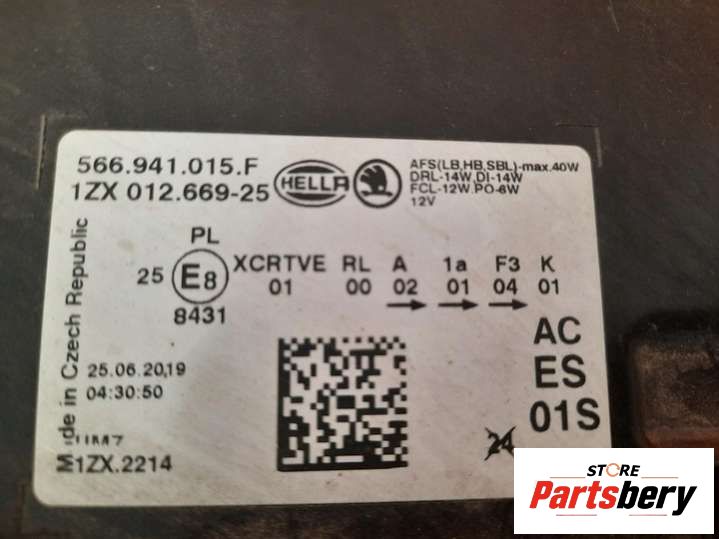 566.941.015.F
1ZX 012.669-25
HELLA
AFS(LB,HB,SBL)-max.40W
DRL-14W,DI-14W
FCL-12W.PO-6W
12V
PL
25 E8 XCRTVE RL A 1a F3 K
01 00 02 01 04 01
8431
AC
ES
01S
25.06.2019
04:30:50
Made in Czech Republic
1ZX.2214
24
STORE
Partsbery